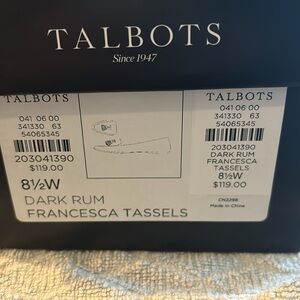 TALBOTS
Since 1947
TALBOTS
041 06 00
341330 63
54065345
203041390
$119.00
8½W
DARK RUM
FRANCESCA TASSELS
TALBOTS
041 06 00
341330 63
54065345
203041390
DARK RUM
FRANCESCA
TASSELS
8½W
$119.00
CN2298
Made in China